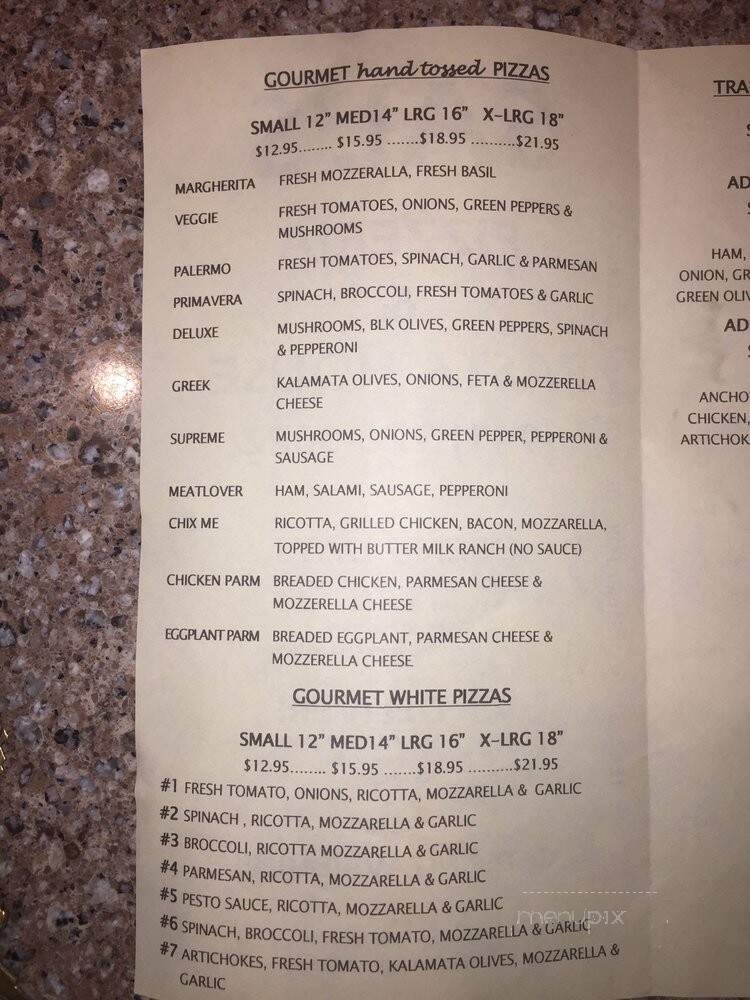 GOURMET hand tossed PIZZAS
SMALL 12" MED14" LRG 16" X-LRG 18"
$12.95........ $15.95 .......$18.95 ..........$21.95
MARGHERITA FRESH MOZZERALLA, FRESH BASIL
VEGGIE FRESH TOMATOES, ONIONS, GREEN PEPPERS &
MUSHROOMS
PALERMO FRESH TOMATOES, SPINACH, GARLIC & PARMESAN
PRIMAVERA SPINACH, BROCCOLI, FRESH TOMATOES & GARLIC
DELUXE MUSHROOMS, BLK OLIVES, GREEN PEPPERS, SPINACH
& PEPPERONI
GREEK KALAMATA OLIVES, ONIONS, FETA & MOZZERELLA
CHEESE
SUPREME MUSHROOMS, ONIONS, GREEN PEPPER, PEPPERONI &
SAUSAGE
MEATLOVER HAM, SALAMI, SAUSAGE, PEPPERONI
CHIX ME RICOTTA, GRILLED CHICKEN, BACON, MOZZARELLA,
TOPPED WITH BUTTER MILK RANCH (NO SAUCE)
CHICKEN PARM BREADED CHICKEN, PARMESAN CHEESE &
MOZZERELLA CHEESE
EGGPLANT PARM BREADED EGGPLANT, PARMESAN CHEESE &
MOZZERELLA CHEESE
GOURMET WHITE PIZZAS
SMALL 12" MED14" LRG 16" X-LRG 18"
$12.95........ $15.95 .......$18.95 ..........$21.95
#1 FRESH TOMATO, ONIONS, RICOTTA, MOZZARELLA & GARLIC
#2 SPINACH , RICOTTA, MOZZARELLA & GARLIC
#3 BROCCOLI, RICOTTA MOZZARELLA & GARLIC
#4 PARMESAN, RICOTTA, MOZZARELLA & GARLIC
#5 PESTO SAUCE, RICOTTA, MOZZARELLA & GARLIC
#6 SPINACH, BROCCOLI, FRESH TOMATO, MOZZARELLA & GARLIC
#7 ARTICHOKES, FRESH TOMATO, KALAMATA OLIVES, MOZZARELLA &
GARLIC
TRA
AD
HAM,
ONION, GR
GREEN OLIV
AD
ANCHO
CHICKEN,
ARTICHOK
menupix